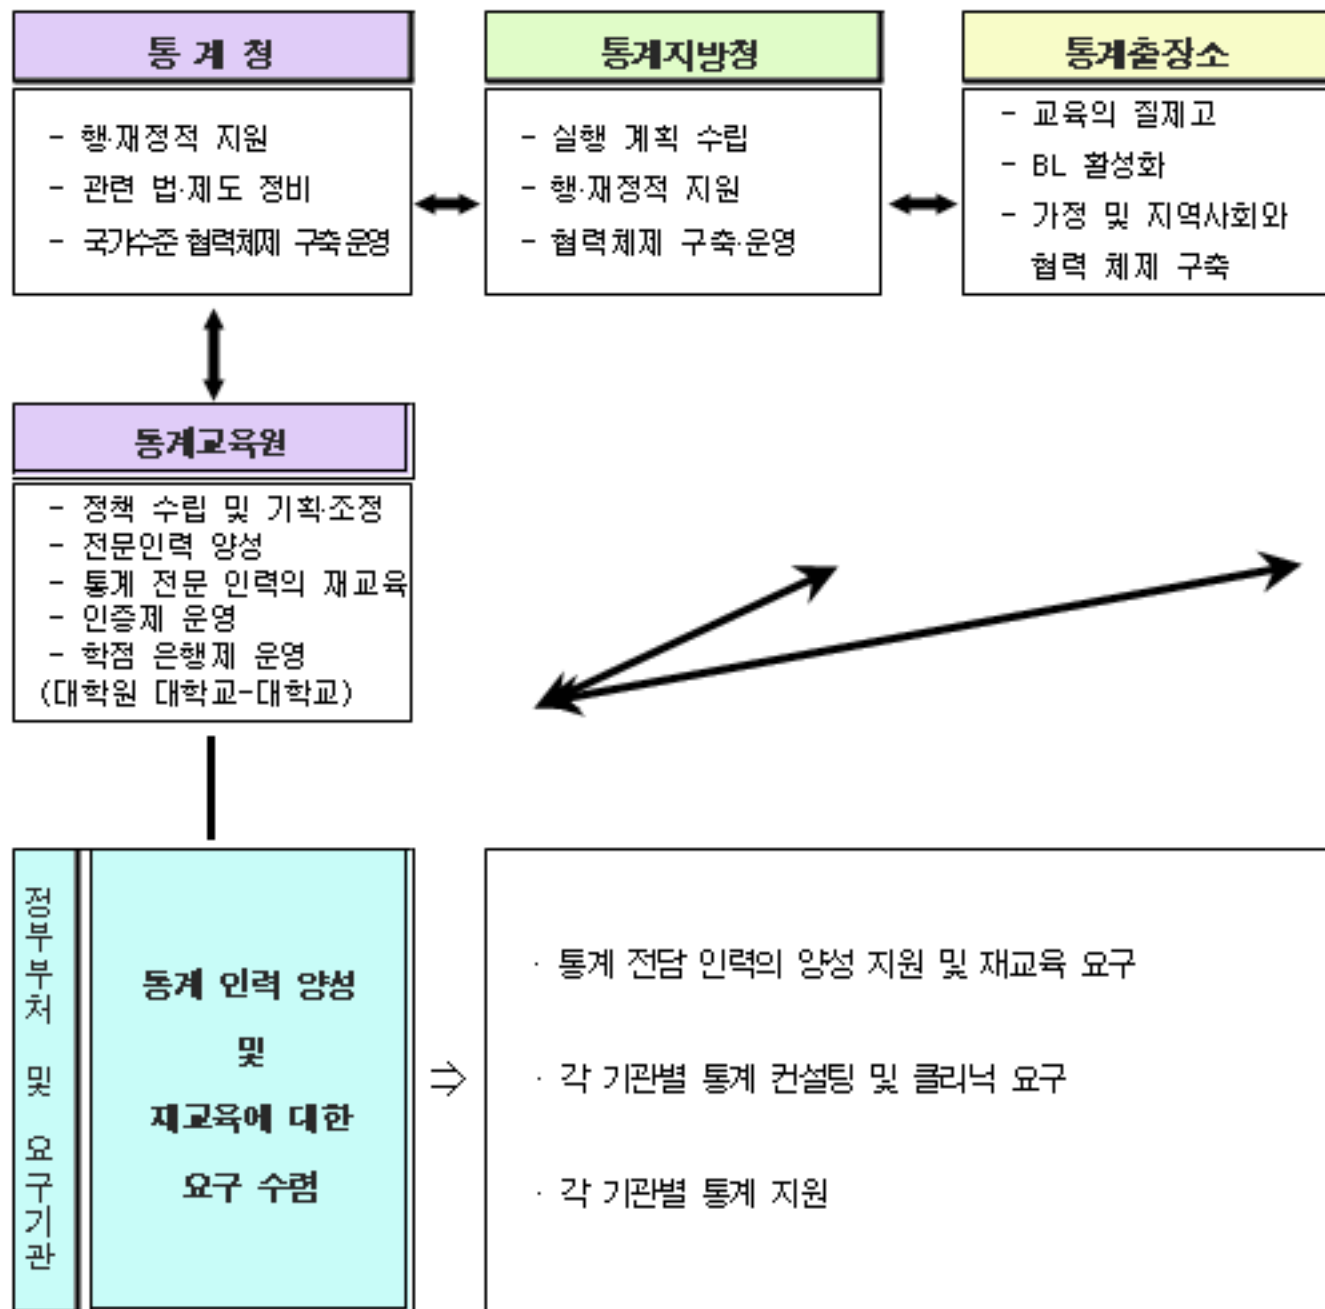 통 계 청
- 행·재정적 지원
- 관련 법·제도 정비
- 국가수준 협력체제 구축·운영
통계지방청
- 실행 계획 수립
- 행·재정적 지원
- 협력체제 구축·운영
통계출장소
- 교육의 질제고
- BL 활성화
- 가정 및 지역사회와
협력 체제 구축
통계교육원
- 정책 수립 및 기획·조정
- 전문인력 양성
- 통계 전문 인력의 재교육
- 인증제 운영
- 학점 은행제 운영
(대학원 대학교-대학교)
정부부처 및 요구기관
통계 인력 양성
및
재교육에 대한
요구 수렴
⇒
· 통계 전담 인력의 양성 지원 및 재교육 요구
· 각 기관별 통계 컨설팅 및 클리닉 요구
· 각 기관별 통계 지원